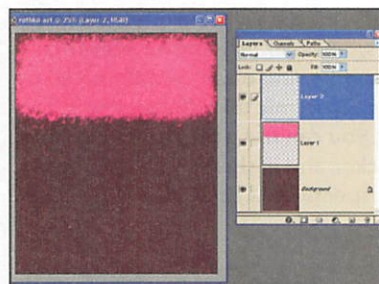 rothko art @ 25% (Layer 2, RGB)
Layers Channels Paths
Normal Opacity: 100%
Lock: Fill: 100%
Layer 2
Layer 1
Background